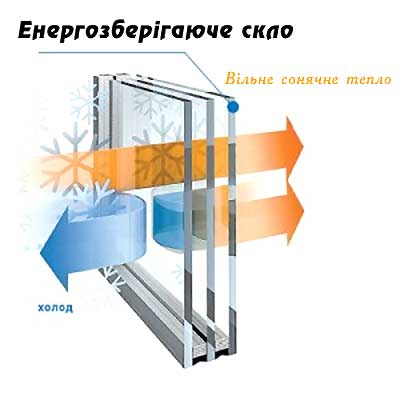 Енергозберігаюче скло
Вільне сонячне тепло
холод